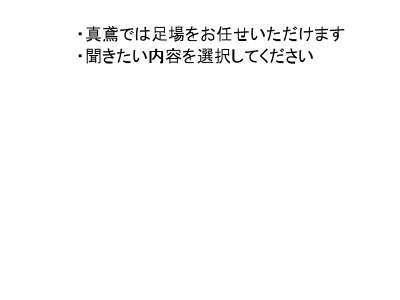 ・真鳶では足場をお任せいただけます
・聞きたい内容を選択してください